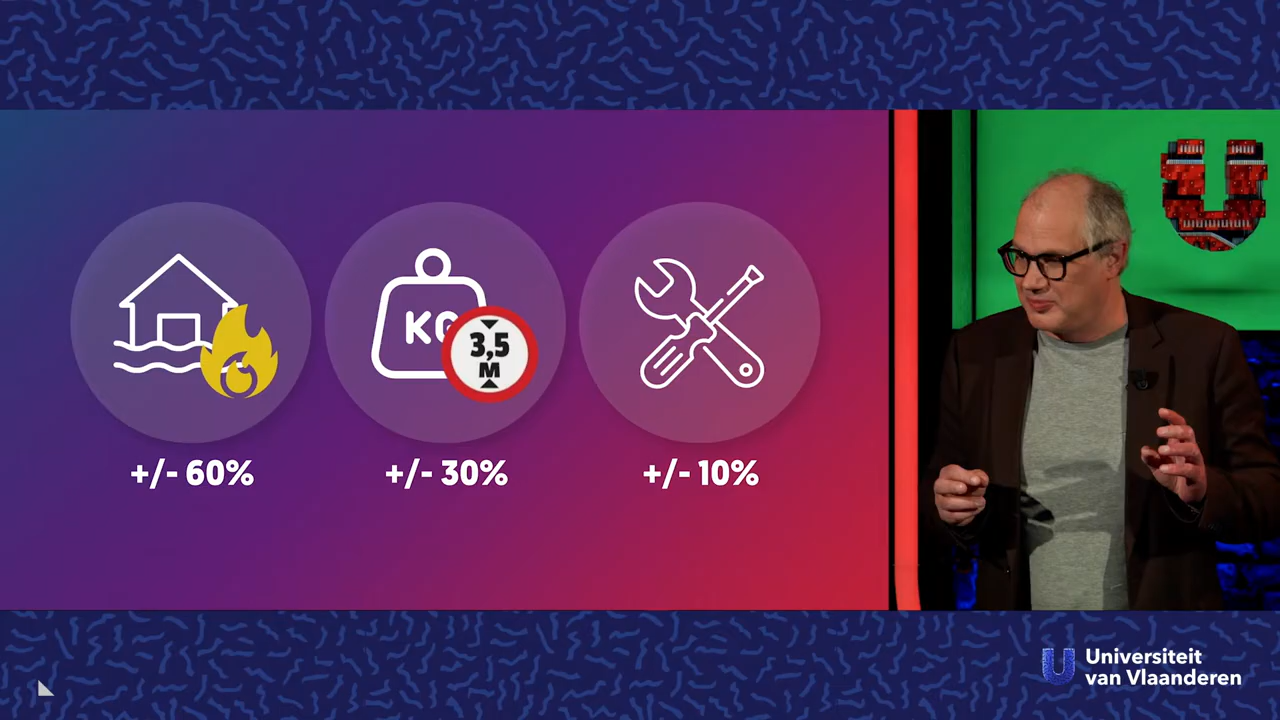 KG
3,5
M
+/- 60%
+/- 30%
+/- 10%
U
U
Universiteit
van Vlaanderen